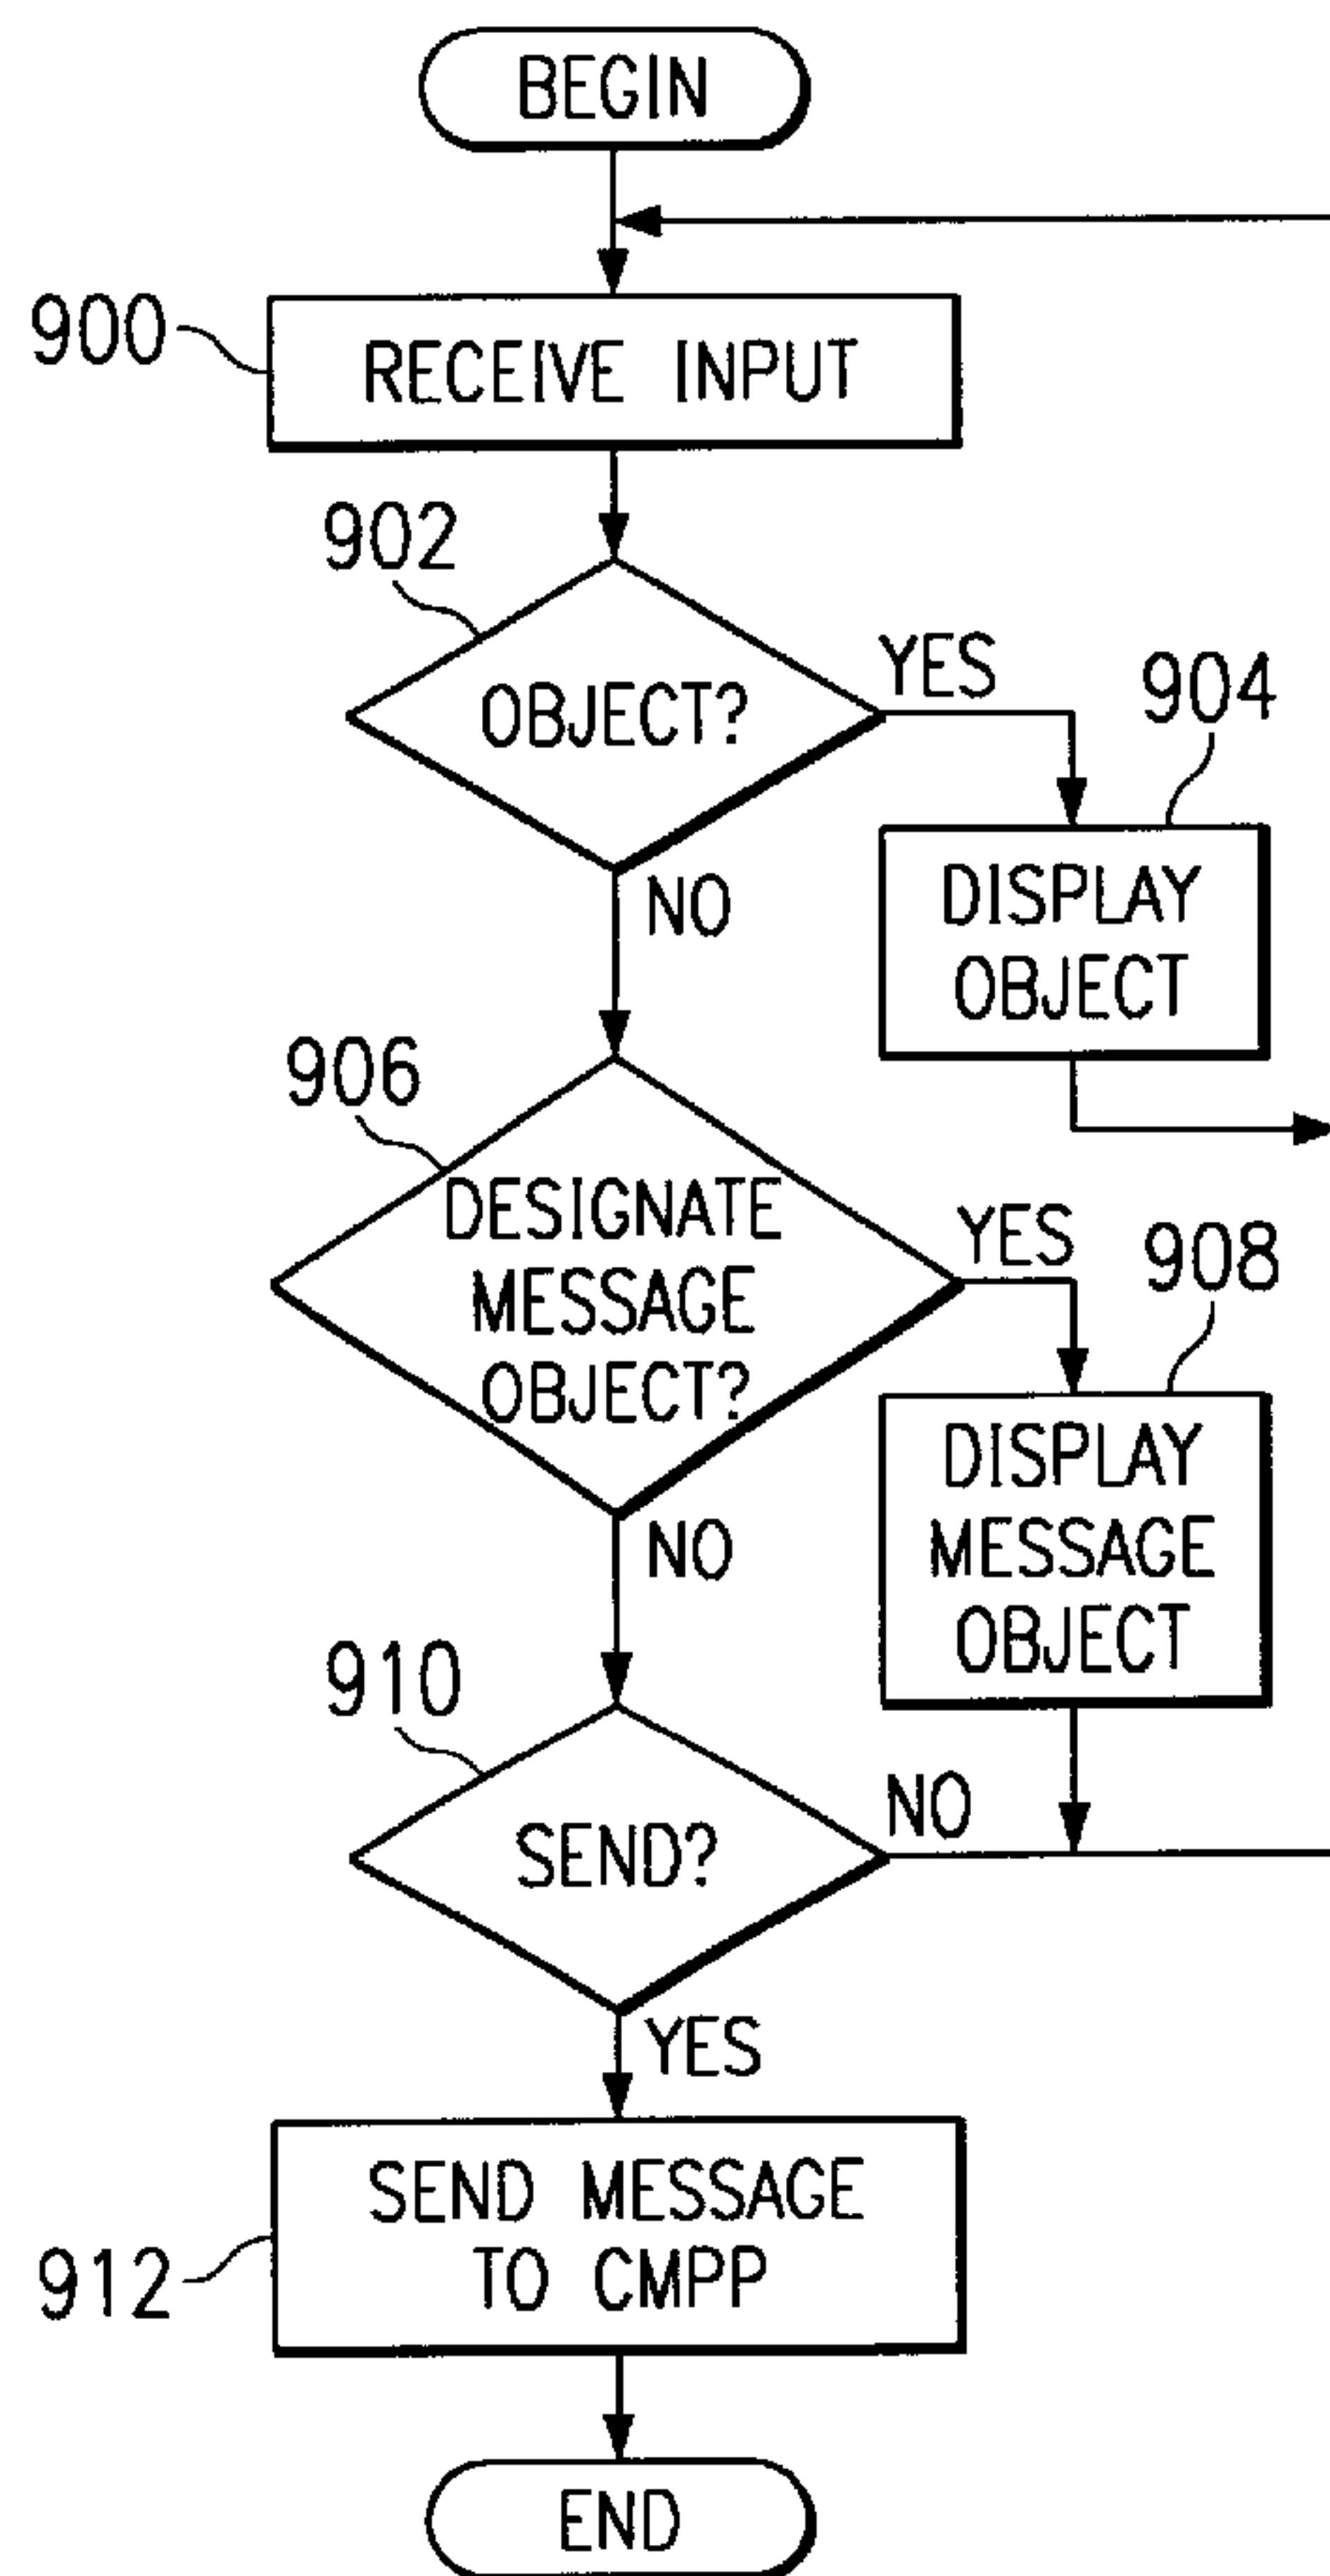 BEGIN
900
RECEIVE INPUT
902
OBJECT?
YES
904
DISPLAY
OBJECT
NO
906
DESIGNATE
MESSAGE
OBJECT?
YES
908
DISPLAY
MESSAGE
OBJECT
NO
910
SEND?
NO
YES
SEND MESSAGE
TO CMPP
912
END